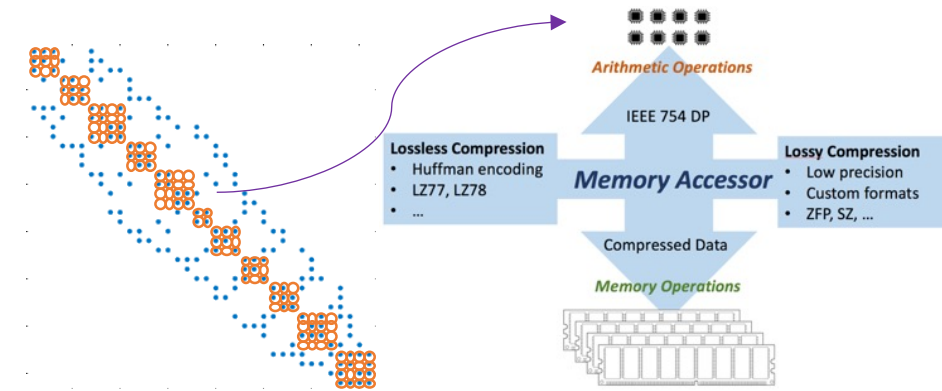 Arithmetic Operations
IEEE 754 DP
Lossless Compression
• Huffman encoding
• LZ77, LZ78
• ...
Memory Accessor
Lossy Compression
• Low precision
• Custom formats
• ZFP, SZ, ...
Compressed Data
Memory Operations